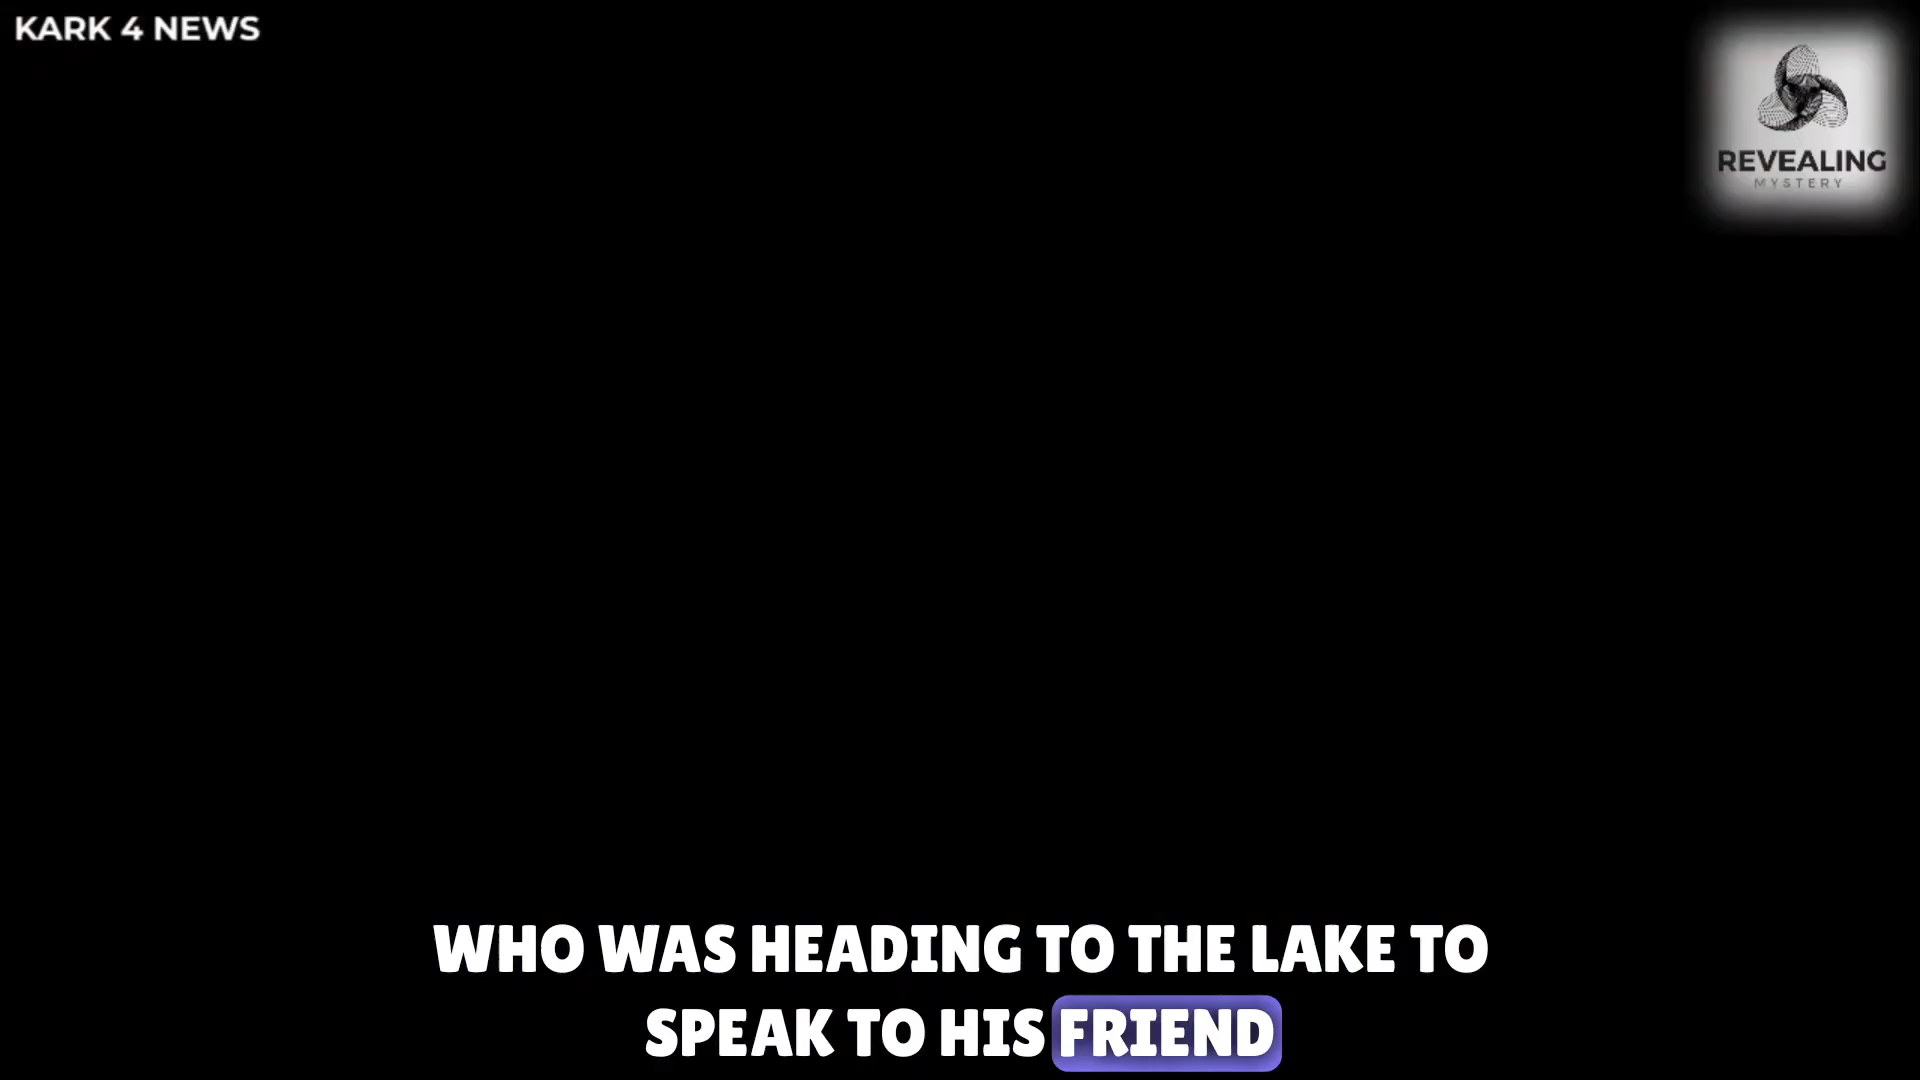 KARK 4 NEWS
REVEALING
MYSTERY
WHO WAS HEADING TO THE LAKE TO
SPEAK TO HIS FRIEND